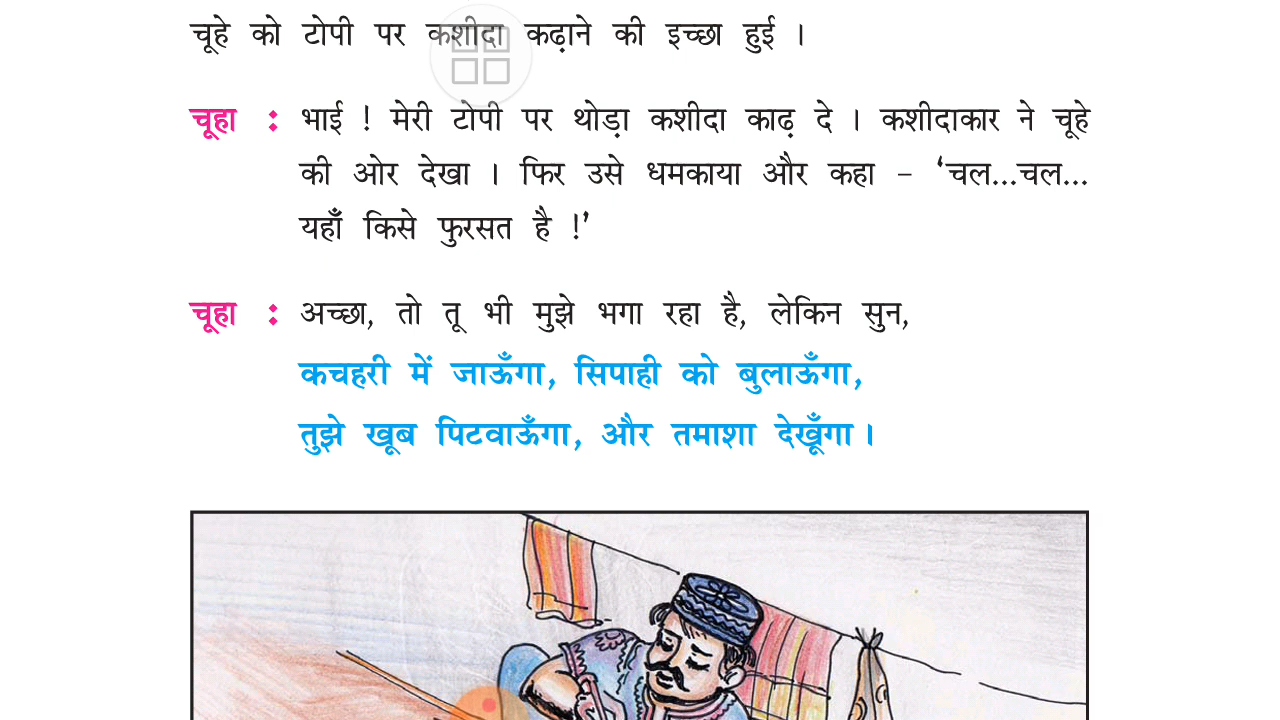 चूहे को टोपी पर कशीदा कढ़ाने की इच्छा हुई ।
चूहा : भाई ! मेरी टोपी पर थोड़ा कशीदा काढ़ दे । कशीदाकार ने चूहे
की ओर देखा । फिर उसे धमकाया और कहा – ‘चल...चल...
यहाँ किसे फुरसत है !’
चूहा : अच्छा, तो तू भी मुझे भगा रहा है, लेकिन सुन,
कचहरी में जाऊँगा, सिपाही को बुलाऊँगा,
तुझे खूब पिटवाऊँगा, और तमाशा देखूँगा ।